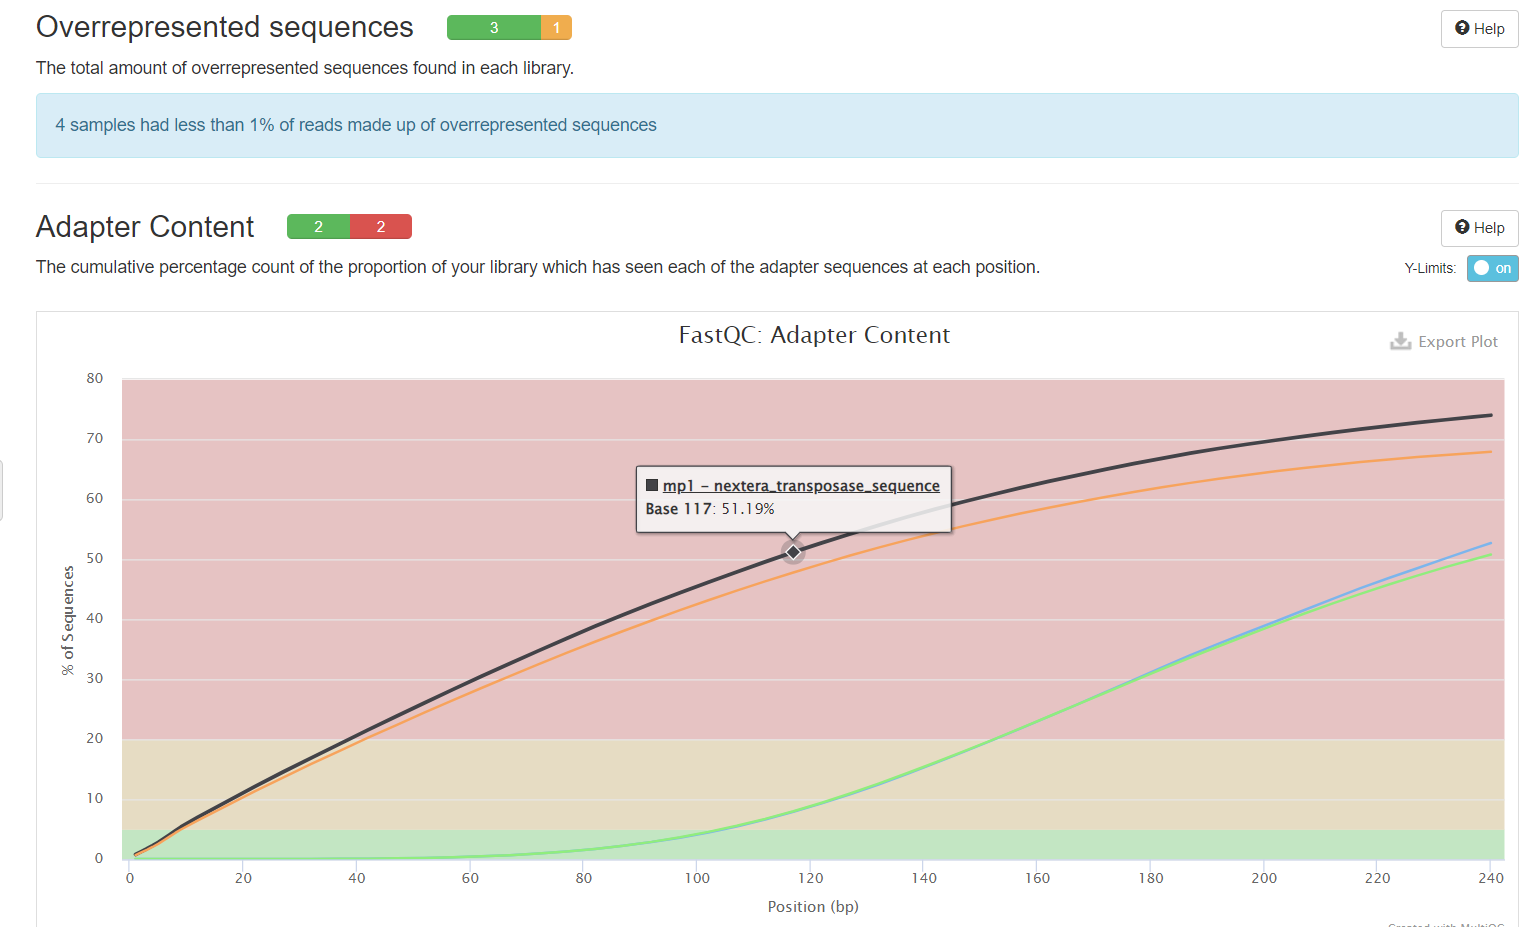 Overrepresented sequences
3
1
Help
The total amount of overrepresented sequences found in each library.
4 samples had less than 1% of reads made up of overrepresented sequences
Adapter Content
2
2
Help
The cumulative percentage count of the proportion of your library which has seen each of the adapter sequences at each position.
Y-Limits:
on
FastQC: Adapter Content
Export Plot
% of Sequences
80
70
60
50
40
30
20
10
0
mp1 – nextera_transposase_sequence
Base 117: 51.19%
0
20
40
60
80
100
120
140
160
180
200
220
240
Position (bp)
Created with MultiQC